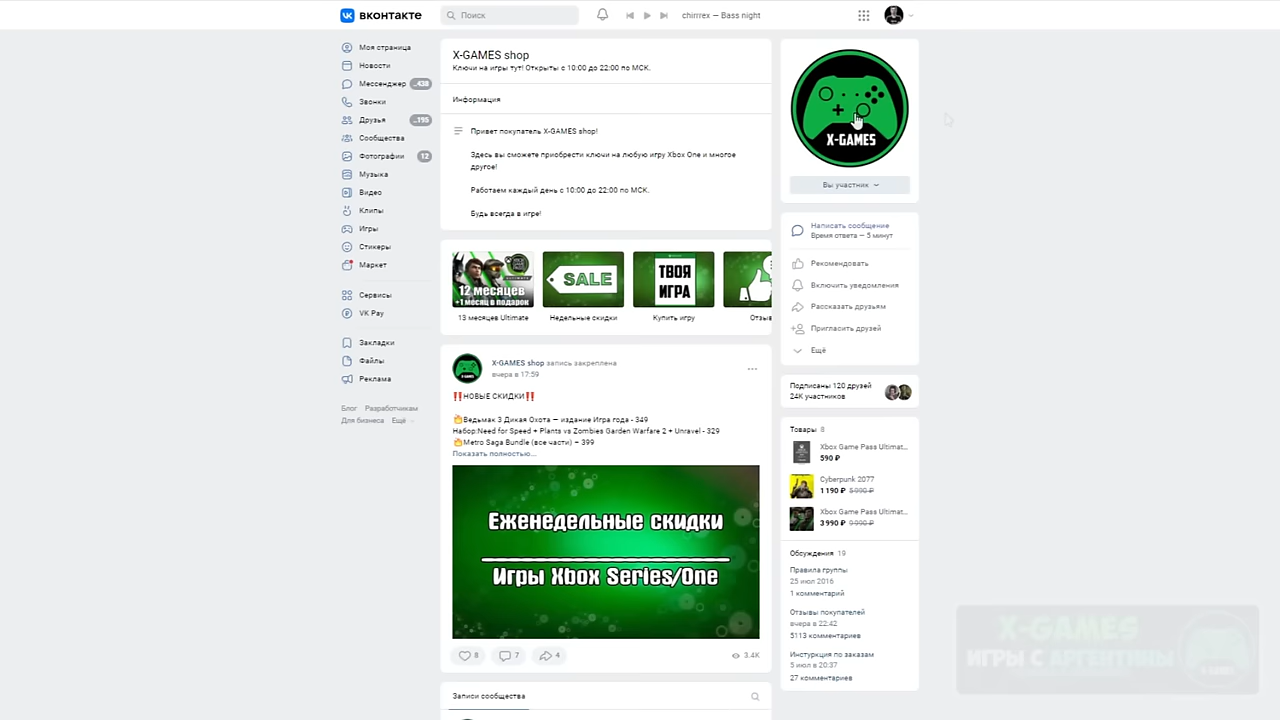 вконтакте
Поиск
chirrrex — Bass night
Моя страница
Новости
Мессенджер ..438
Звонки
Друзья ..195
Сообщества
Фотографии 12
Музыка
Видео
Клипы
Игры
Стикеры
Маркет
Сервисы
VK Pay
Закладки
Файлы
Реклама
Блог Разработчикам
Для бизнеса Ещё
X-GAMES shop
Ключи на игры тут! Открыты с 10:00 до 22:00 по МСК.
Информация
Привет покупатель X-GAMES shop!
Здесь вы сможете приобрести ключи на любую игру Xbox One и многое
другое!
Работаем каждый день с 10:00 до 22:00 по МСК.
Будь всегда в игре!
12 месяцев
+1 месяц в подарок
13 месяцев Ultimate
SALE
Недельные скидки
ТВОЯ
ИГРА
Купить игру
Отзыв
X-GAMES shop запись закреплена
вчера в 17:59
‼️НОВЫЕ СКИДКИ‼️
Ведьмак 3 Дикая Охота — издание Игра года - 349
Набор:Need for Speed + Plants vs Zombies Garden Warfare 2 + Unravel - 329
Metro Saga Bundle (все части) – 399
Показать полностью...
Еженедельные скидки
Игры Xbox Series/One
8 7 4 3.4K
Записи сообщества
X-GAMES
Вы участник
Написать сообщение
Время ответа — 5 минут
Рекомендовать
Включить уведомления
Рассказать друзьям
Пригласить друзей
Ещё
Подписаны 120 друзей
24K участников
Товары 8
Xbox Game Pass Ultimat...
590 ₽
Cyberpunk 2077
1 190 ₽ 5 990 ₽
Xbox Game Pass Ultimat...
3 990 ₽ 9 990 ₽
Обсуждения 19
Правила группы
25 июл 2016
1 комментарий
Отзывы покупателей
вчера в 22:42
5113 комментариев
Инстуркция по заказам
5 июл в 20:37
27 комментариев
X-GAMES
ИГРЫ С АРГЕНТИНЫ